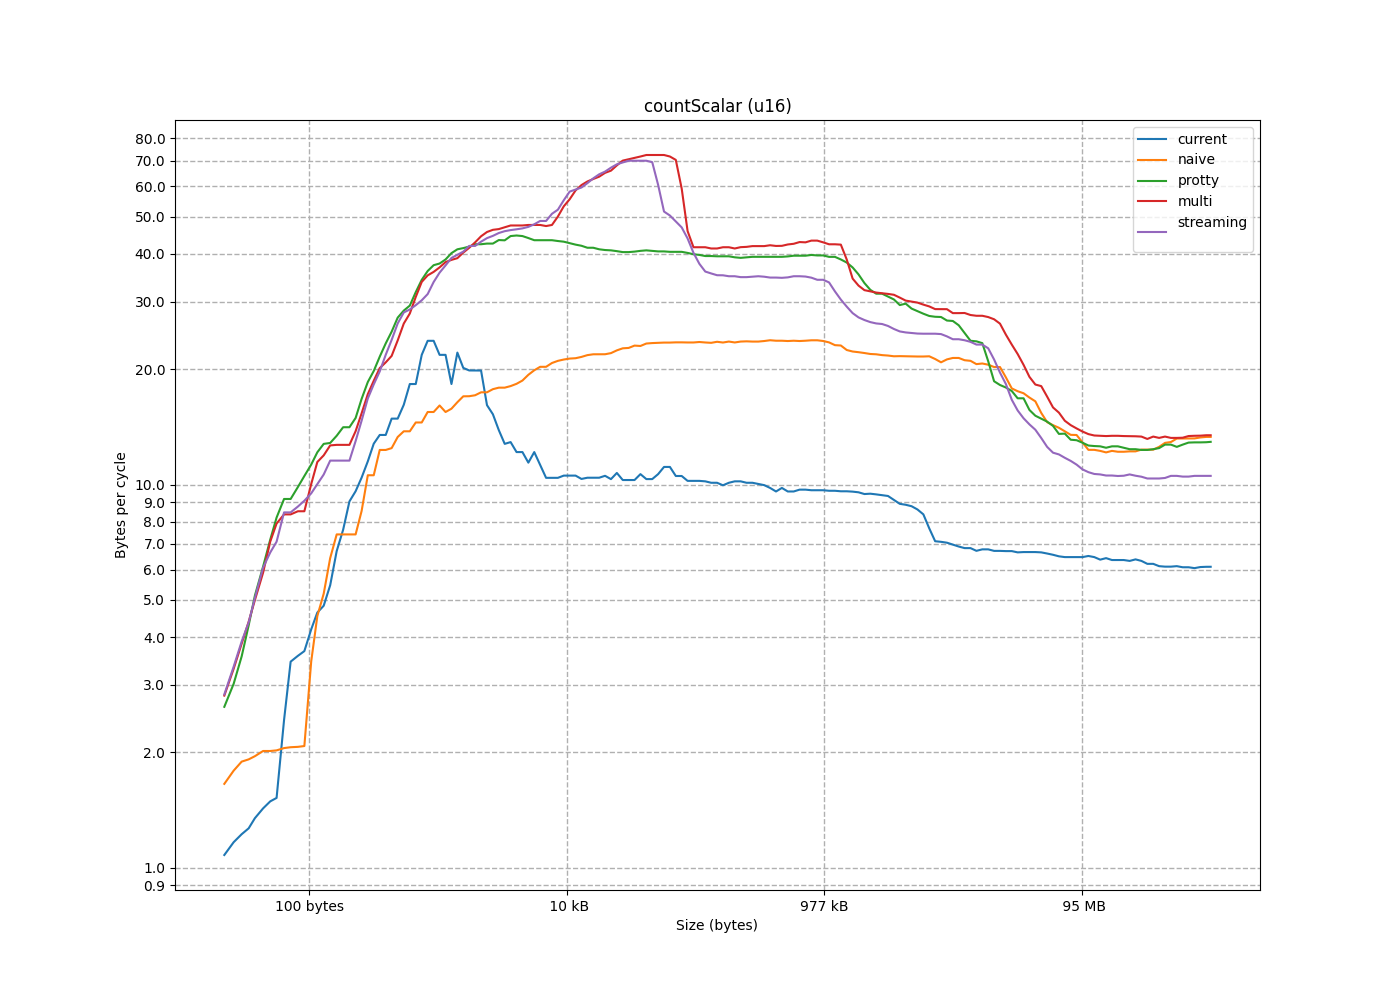 countScalar (u16)
80.0
70.0
60.0
50.0
40.0
30.0
20.0
10.0
9.0
8.0
7.0
6.0
5.0
4.0
3.0
2.0
1.0
0.9
Bytes per cycle
current
naive
protty
multi
streaming
100 bytes
10 kB
977 kB
95 MB
Size (bytes)